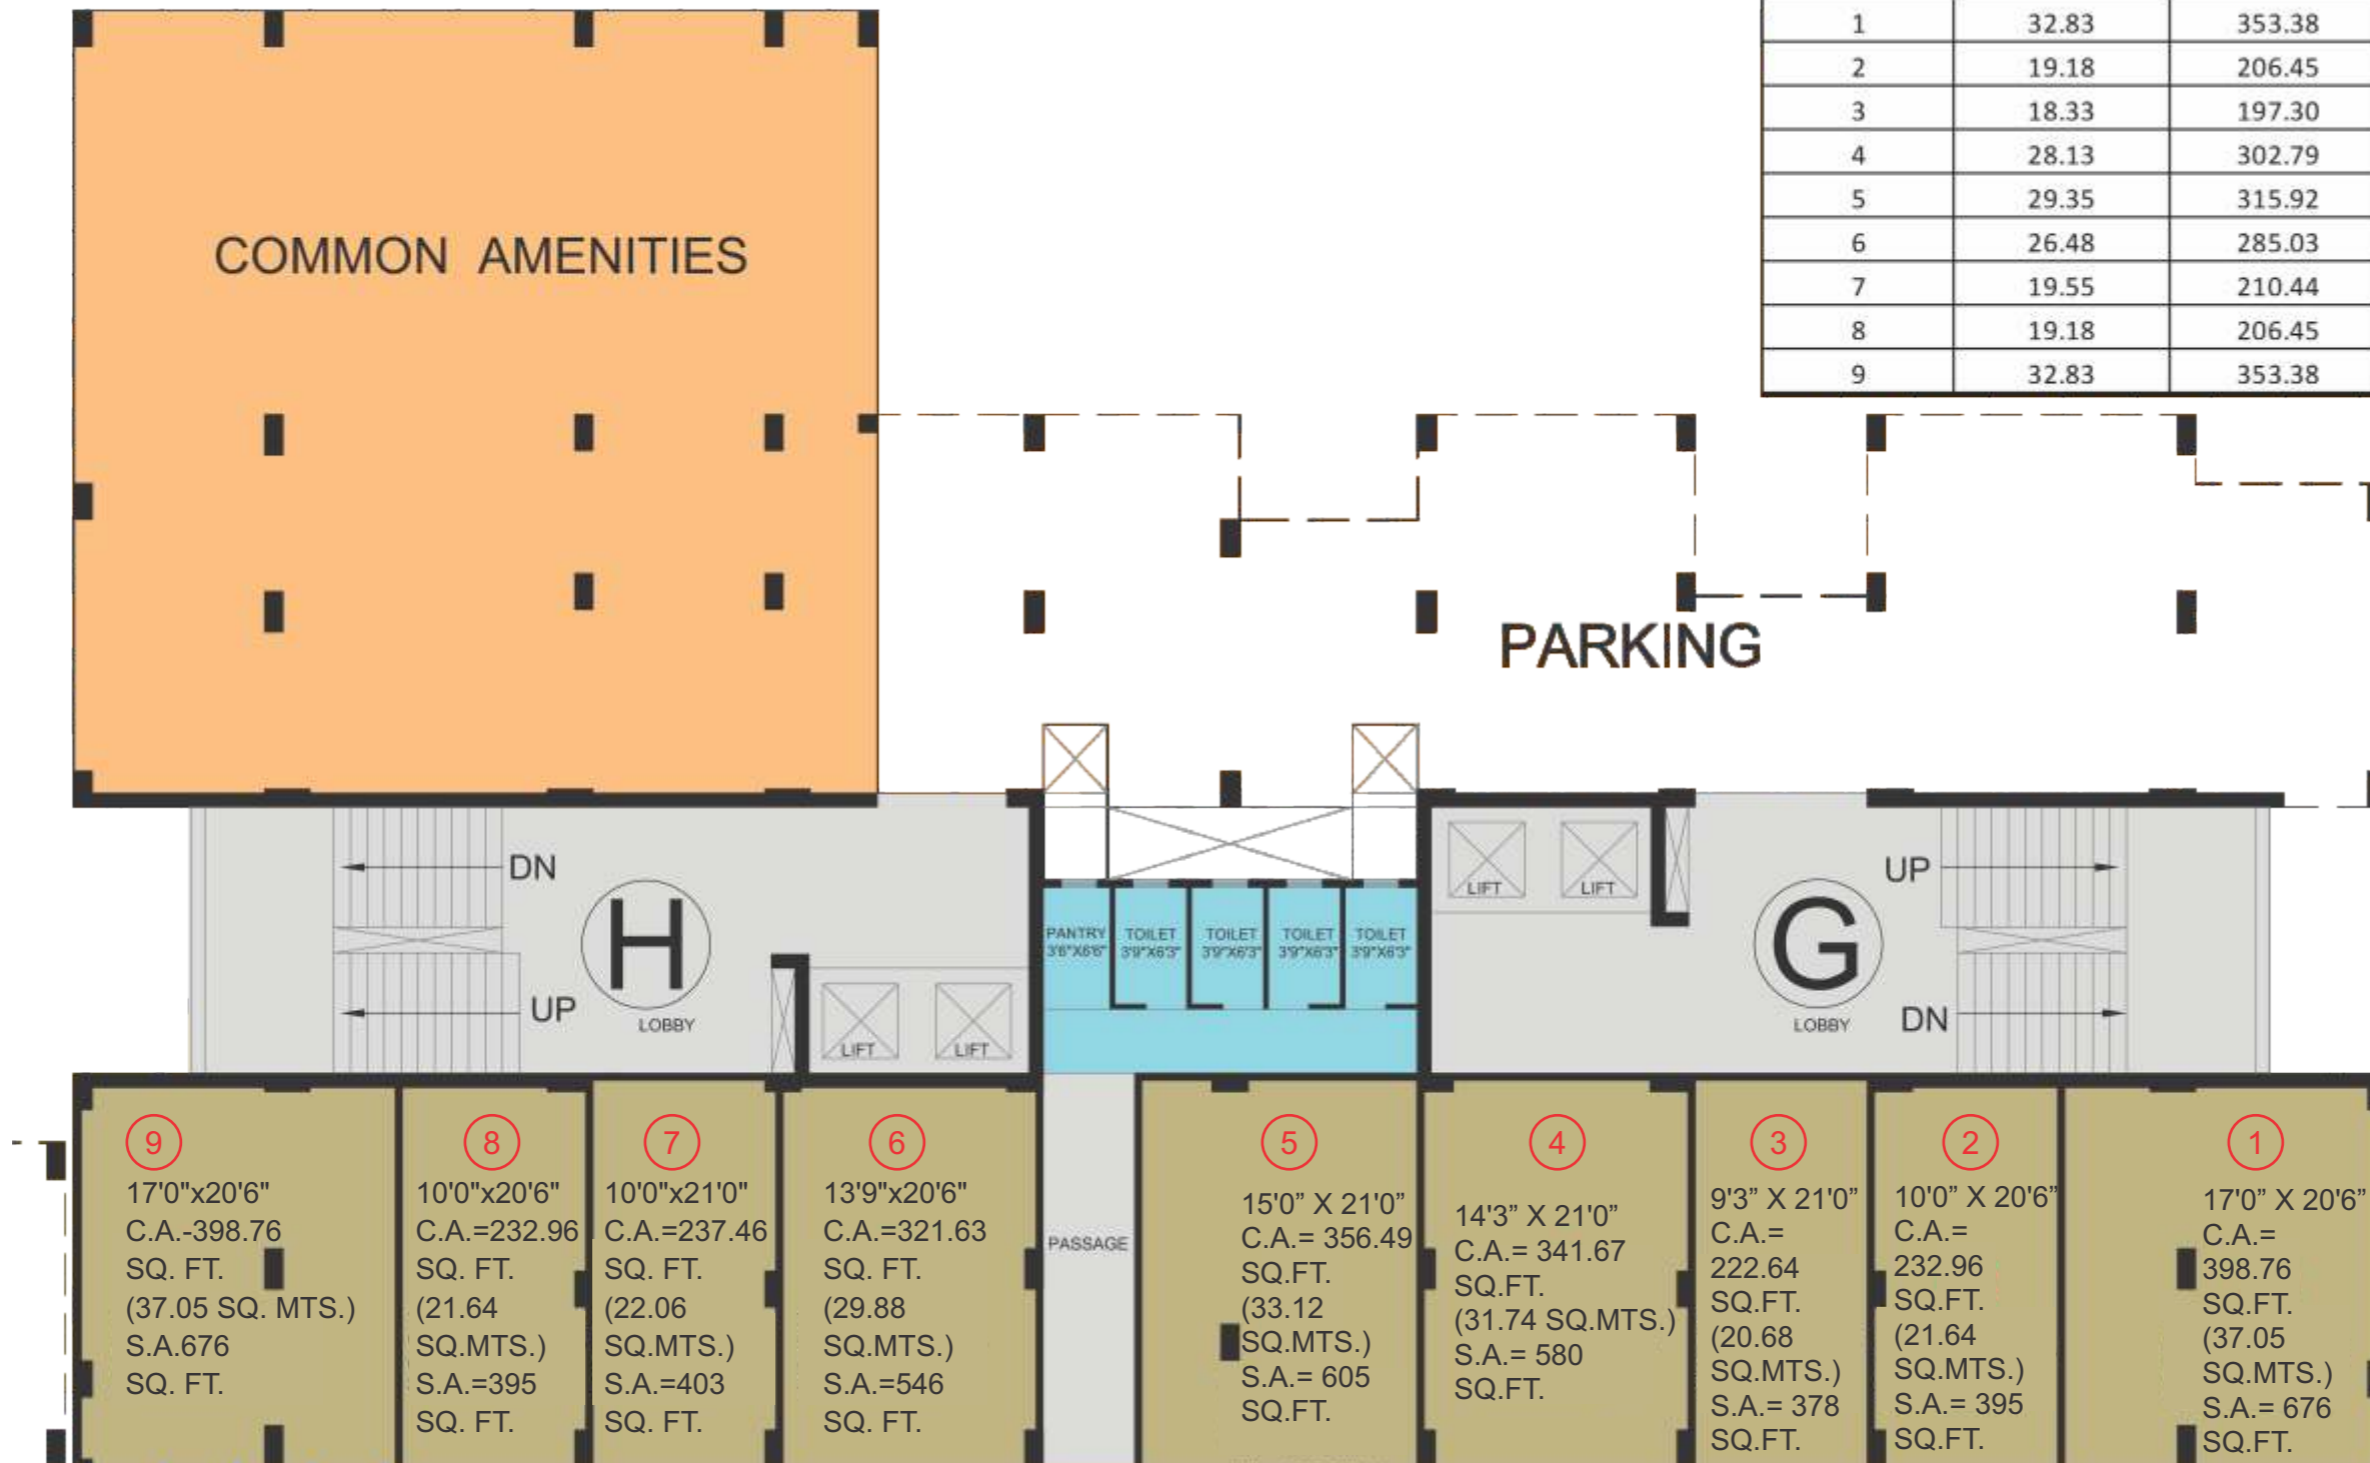 1 32.83 353.38
2 19.18 206.45
3 18.33 197.30
4 28.13 302.79
5 29.35 315.92
6 26.48 285.03
7 19.55 210.44
8 19.18 206.45
9 32.83 353.38
COMMON AMENITIES
PARKING
DN
UP
H
LOBBY
LIFT
LIFT
PANTRY
3'6"X6'6"
TOILET
3'9"X6'3"
TOILET
3'9"X6'3"
TOILET
3'9"X6'3"
TOILET
3'9"X6'3"
LIFT
LIFT
UP
G
LOBBY
DN
9
17'0"x20'6"
C.A.-398.76
SQ. FT.
(37.05 SQ. MTS.)
S.A.676
SQ. FT.
8
10'0"x20'6"
C.A.=232.96
SQ. FT.
(21.64
SQ.MTS.)
S.A.=395
SQ. FT.
7
10'0"x21'0"
C.A.=237.46
SQ. FT.
(22.06
SQ.MTS.)
S.A.=403
SQ. FT.
6
13'9"x20'6"
C.A.=321.63
SQ. FT.
(29.88
SQ.MTS.)
S.A.=546
SQ. FT.
PASSAGE
5
15'0” X 21'0”
C.A.= 356.49
SQ.FT.
(33.12
SQ.MTS.)
S.A.= 605
SQ.FT.
4
14'3” X 21'0”
C.A.= 341.67
SQ.FT.
(31.74 SQ.MTS.)
S.A.= 580
SQ.FT.
3
9'3” X 21'0”
C.A.=
222.64
SQ.FT.
(20.68
SQ.MTS.)
S.A.= 378
SQ.FT.
2
10'0” X 20'6”
C.A.=
232.96
SQ.FT.
(21.64
SQ.MTS.)
S.A.= 395
SQ.FT.
1
17'0” X 20'6”
C.A.=
398.76
SQ.FT.
(37.05
SQ.MTS.)
S.A.= 676
SQ.FT.